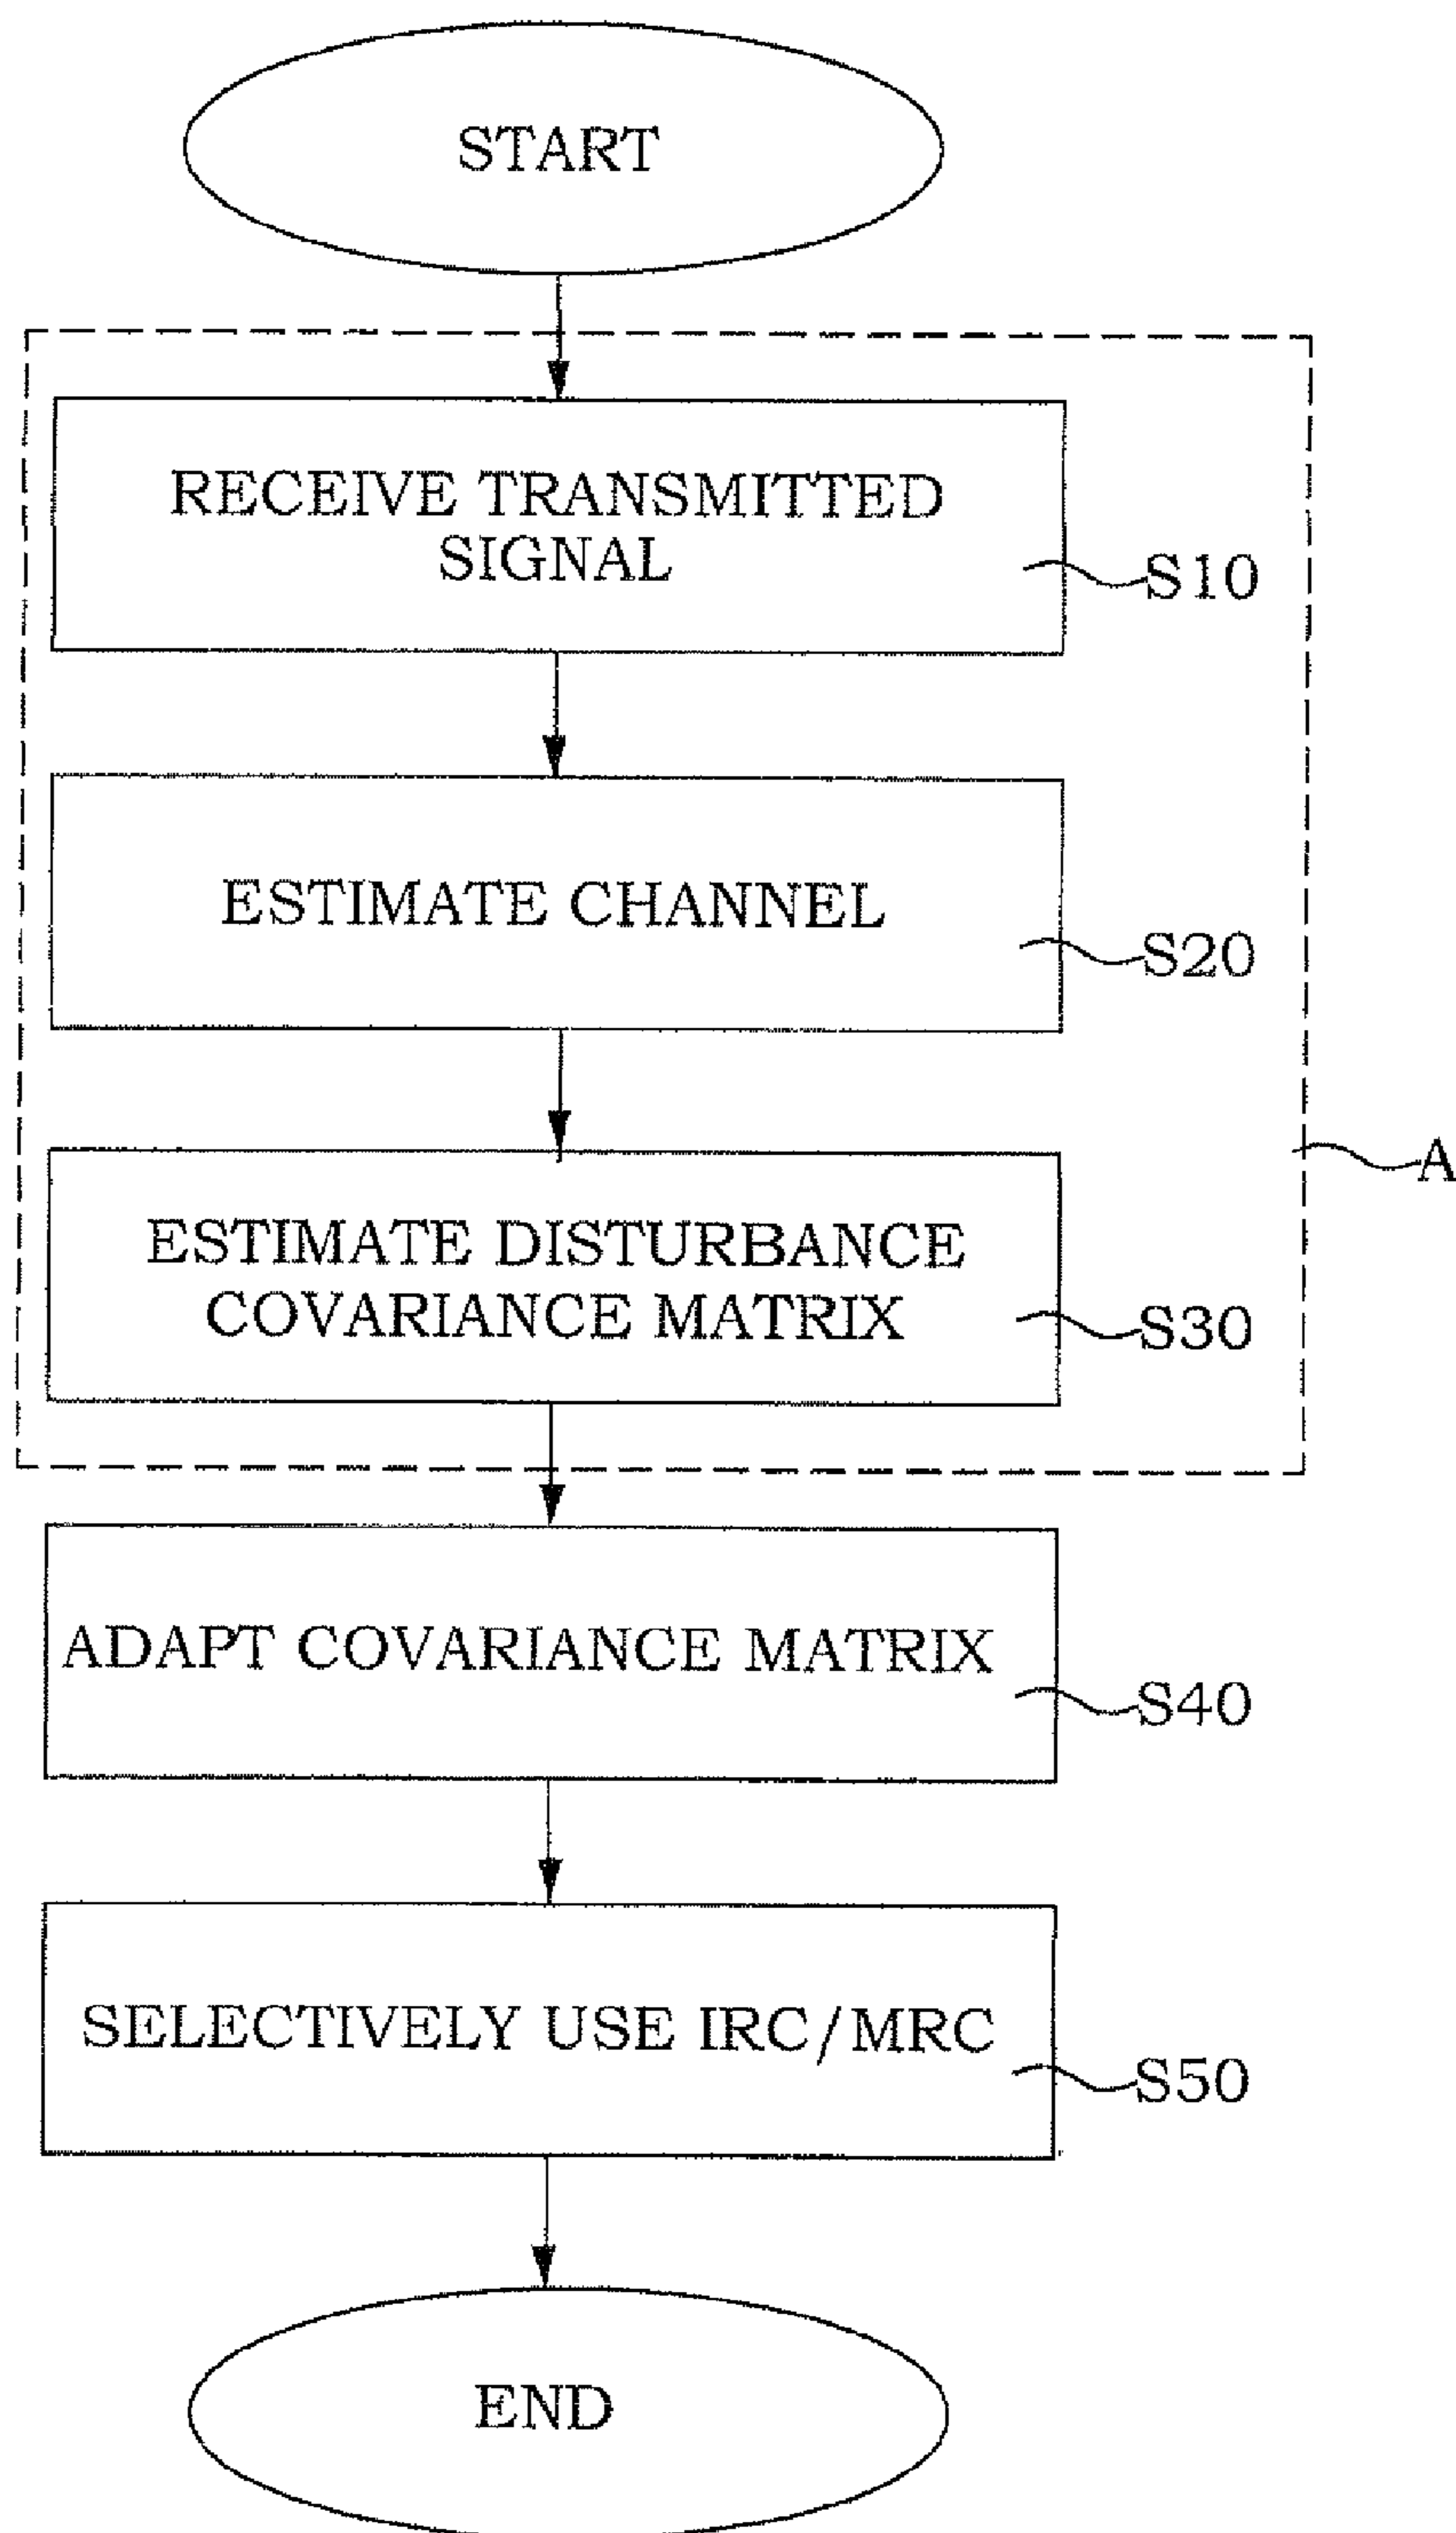 START
RECEIVE TRANSMITTED
SIGNAL
S10
ESTIMATE CHANNEL
S20
A
ESTIMATE DISTURBANCE
COVARIANCE MATRIX
S30
ADAPT COVARIANCE MATRIX
S40
SELECTIVELY USE IRC/MRC
S50
END